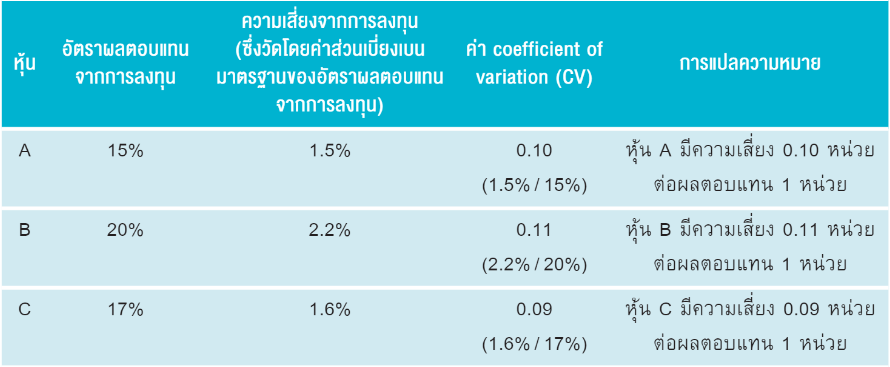 หุ้น
อัตราผลตอบแทน
จากการลงทุน
ความเสี่ยงจากการลงทุน
(ซึ่งวัดโดยค่าส่วนเบี่ยงเบน
มาตรฐานของอัตราผลตอบแทน
จากการลงทุน)
ค่า coefficient of
variation (CV)
การแปลความหมาย
A
15%
1.5%
0.10
(1.5% / 15%)
หุ้น A มีความเสี่ยง 0.10 หน่วย
ต่อผลตอบแทน 1 หน่วย
B
20%
2.2%
0.11
(2.2% / 20%)
หุ้น B มีความเสี่ยง 0.11 หน่วย
ต่อผลตอบแทน 1 หน่วย
C
17%
1.6%
0.09
(1.6% / 17%)
หุ้น C มีความเสี่ยง 0.09 หน่วย
ต่อผลตอบแทน 1 หน่วย